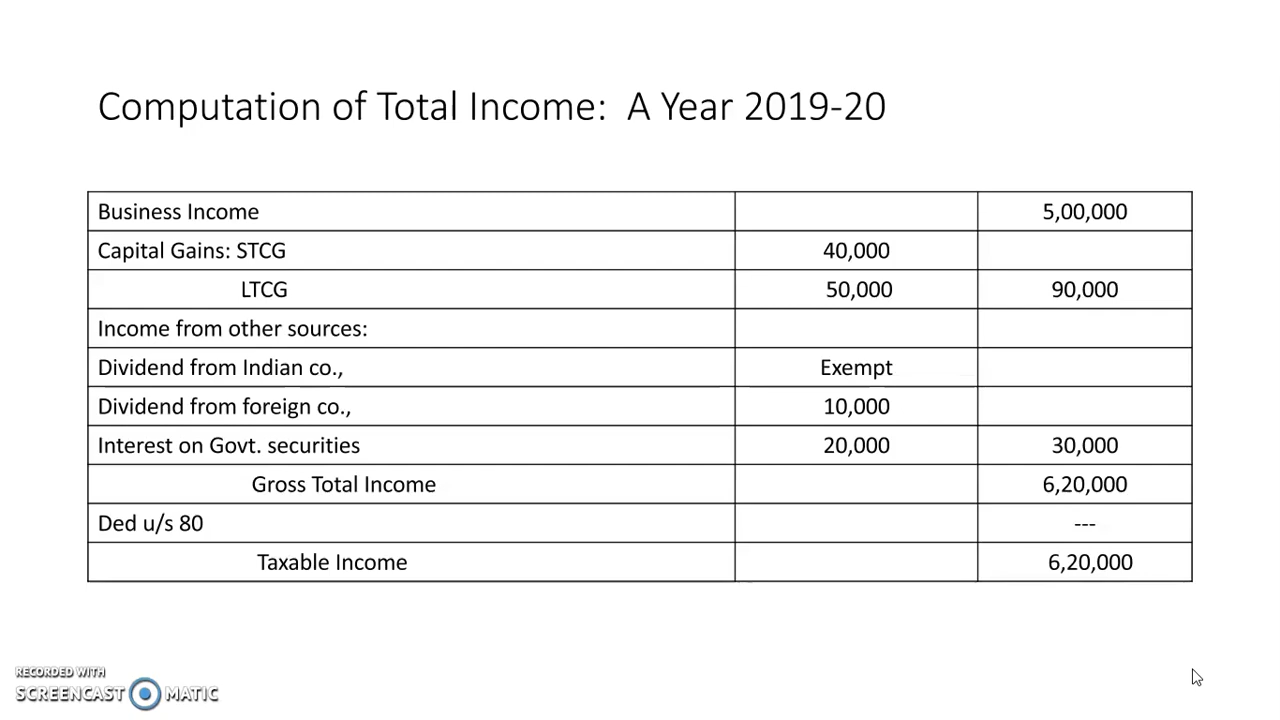 Computation of Total Income: A Year 2019-20
Business Income 5,00,000
Capital Gains: STCG 40,000
LTCG 50,000 90,000
Income from other sources:
Dividend from Indian co., Exempt
Dividend from foreign co., 10,000
Interest on Govt. securities 20,000 30,000
Gross Total Income 6,20,000
Ded u/s 80 ---
Taxable Income 6,20,000
RECORDED WITH
SCREENCAST MATIC